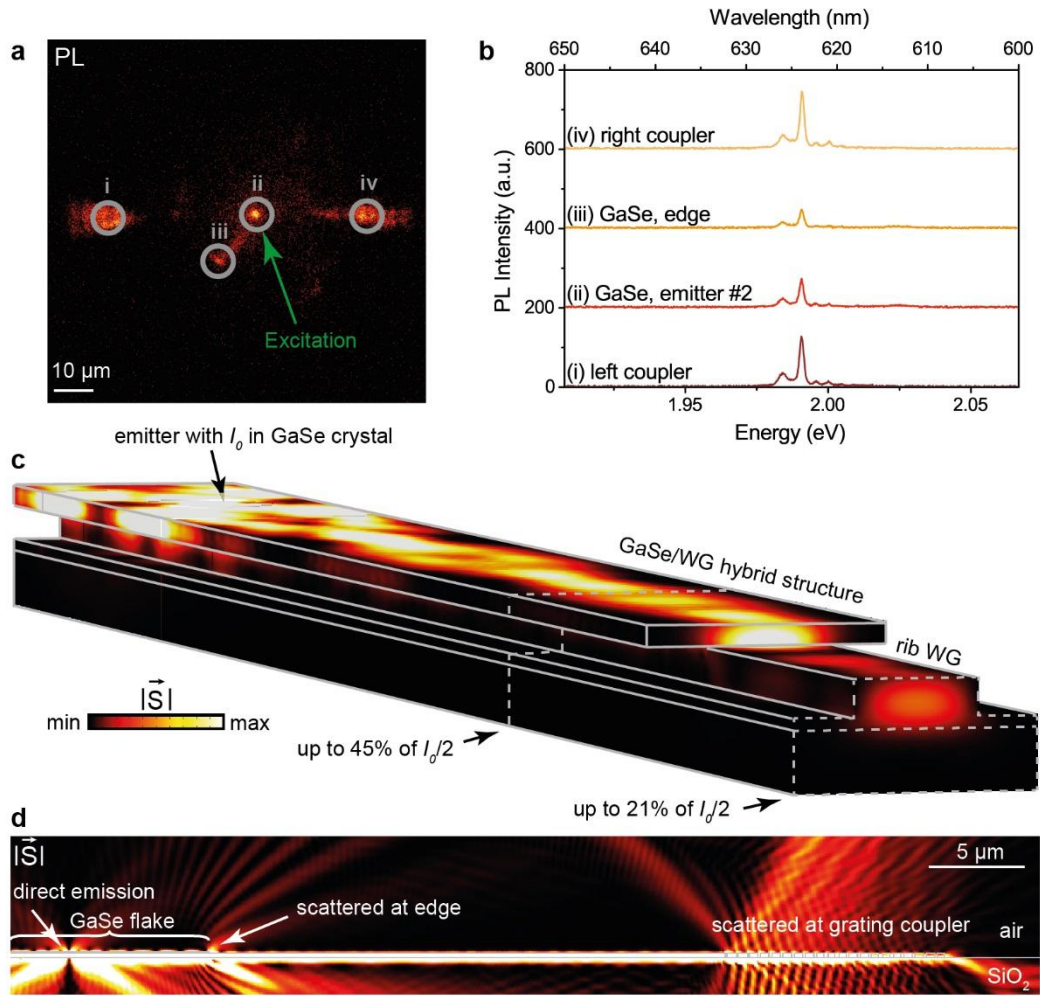 a
PL
i
ii
iii
iv
Excitation
10 μm
b
Wavelength (nm)
650 640 630 620 610 600
PL Intensity (a.u.)
800
600
400
200
0
(iv) right coupler
(iii) GaSe, edge
(ii) GaSe, emitter #2
(i) left coupler
1.95 2.00 2.05
Energy (eV)
c
emitter with I₀ in GaSe crystal
GaSe/WG hybrid structure
rib WG
|S⃗|
min max
up to 45% of I₀/2
up to 21% of I₀/2
d
|S⃗|
5 μm
direct emission
GaSe flake
scattered at edge
scattered at grating coupler
air
SiO₂